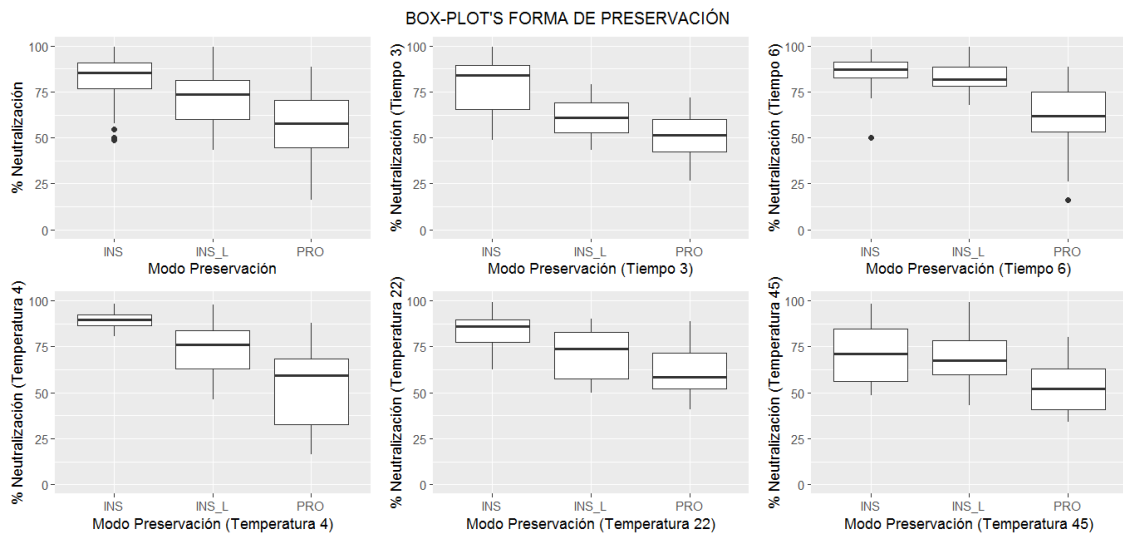 BOX-PLOT'S FORMA DE PRESERVACIÓN
% Neutralización
100
75
50
25
0
INS INS_L PRO
Modo Preservación
% Neutralización (Tiempo 3)
100
75
50
25
0
INS INS_L PRO
Modo Preservación (Tiempo 3)
% Neutralización (Tiempo 6)
100
75
50
25
0
INS INS_L PRO
Modo Preservación (Tiempo 6)
% Neutralización (Temperatura 4)
100
75
50
25
0
INS INS_L PRO
Modo Preservación (Temperatura 4)
% Neutralización (Temperatura 22)
100
75
50
25
0
INS INS_L PRO
Modo Preservación (Temperatura 22)
% Neutralización (Temperatura 45)
100
75
50
25
0
INS INS_L PRO
Modo Preservación (Temperatura 45)